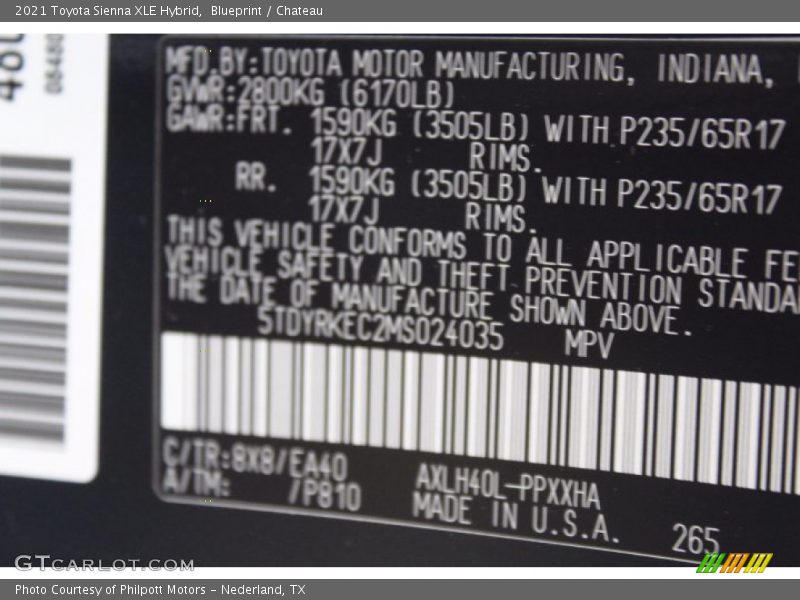 2021 Toyota Sienna XLE Hybrid, Blueprint / Chateau
480
08480
MFD.BY:TOYOTA MOTOR MANUFACTURING, INDIANA,
GVWR:2800KG (6170LB)
GAWR:FRT. 1590KG (3505LB) WITH P235/65R17
17X7J RIMS.
RR. 1590KG (3505LB) WITH P235/65R17
17X7J RIMS.
THIS VEHICLE CONFORMS TO ALL APPLICABLE FE
VEHICLE SAFETY AND THEFT PREVENTION STANDA
THE DATE OF MANUFACTURE SHOWN ABOVE.
5TDYRKEC2MS024035 MPV
C/TR:8X8/EA40 AXLH40L-PPXXHA
A/TM: /P810 MADE IN U.S.A. 265
GTCARLOT.COM
Photo Courtesy of Philpott Motors - Nederland, TX